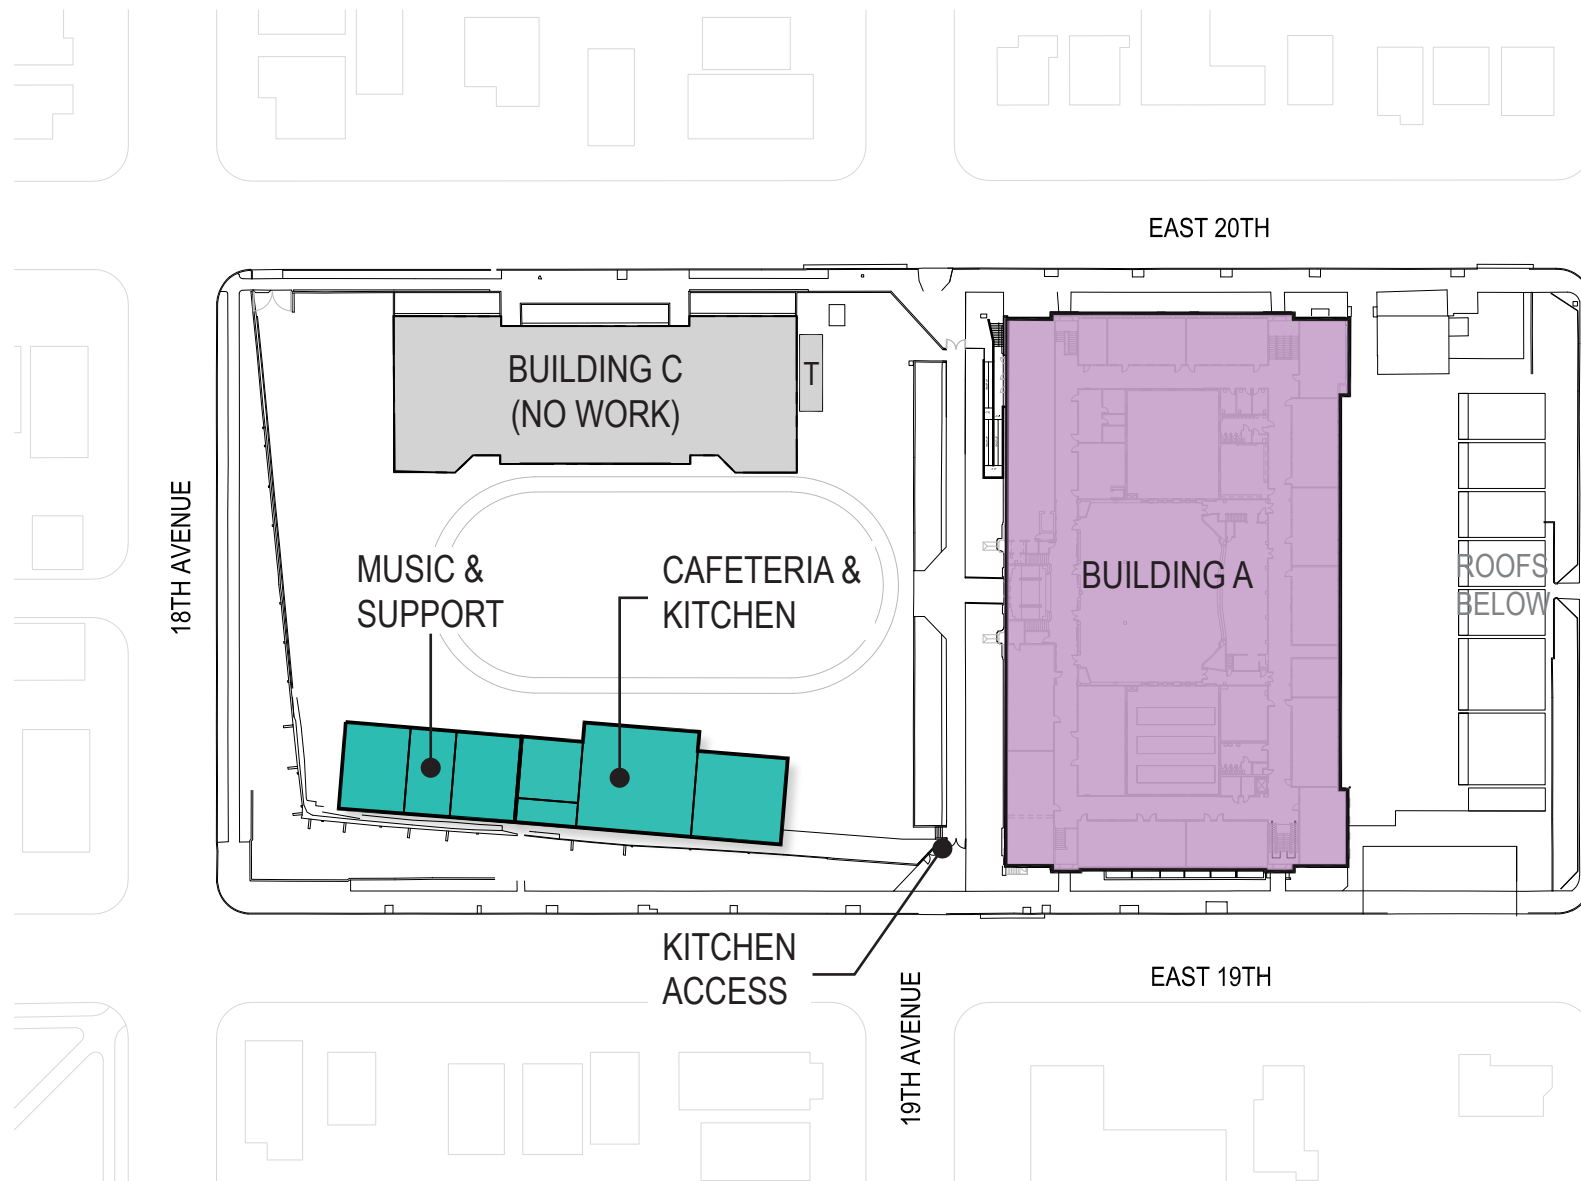 EAST 20TH
BUILDING C
(NO WORK)
T
18TH AVENUE
MUSIC &
SUPPORT
CAFETERIA &
KITCHEN
BUILDING A
ROOFS
BELOW
KITCHEN
ACCESS
19TH AVENUE
EAST 19TH